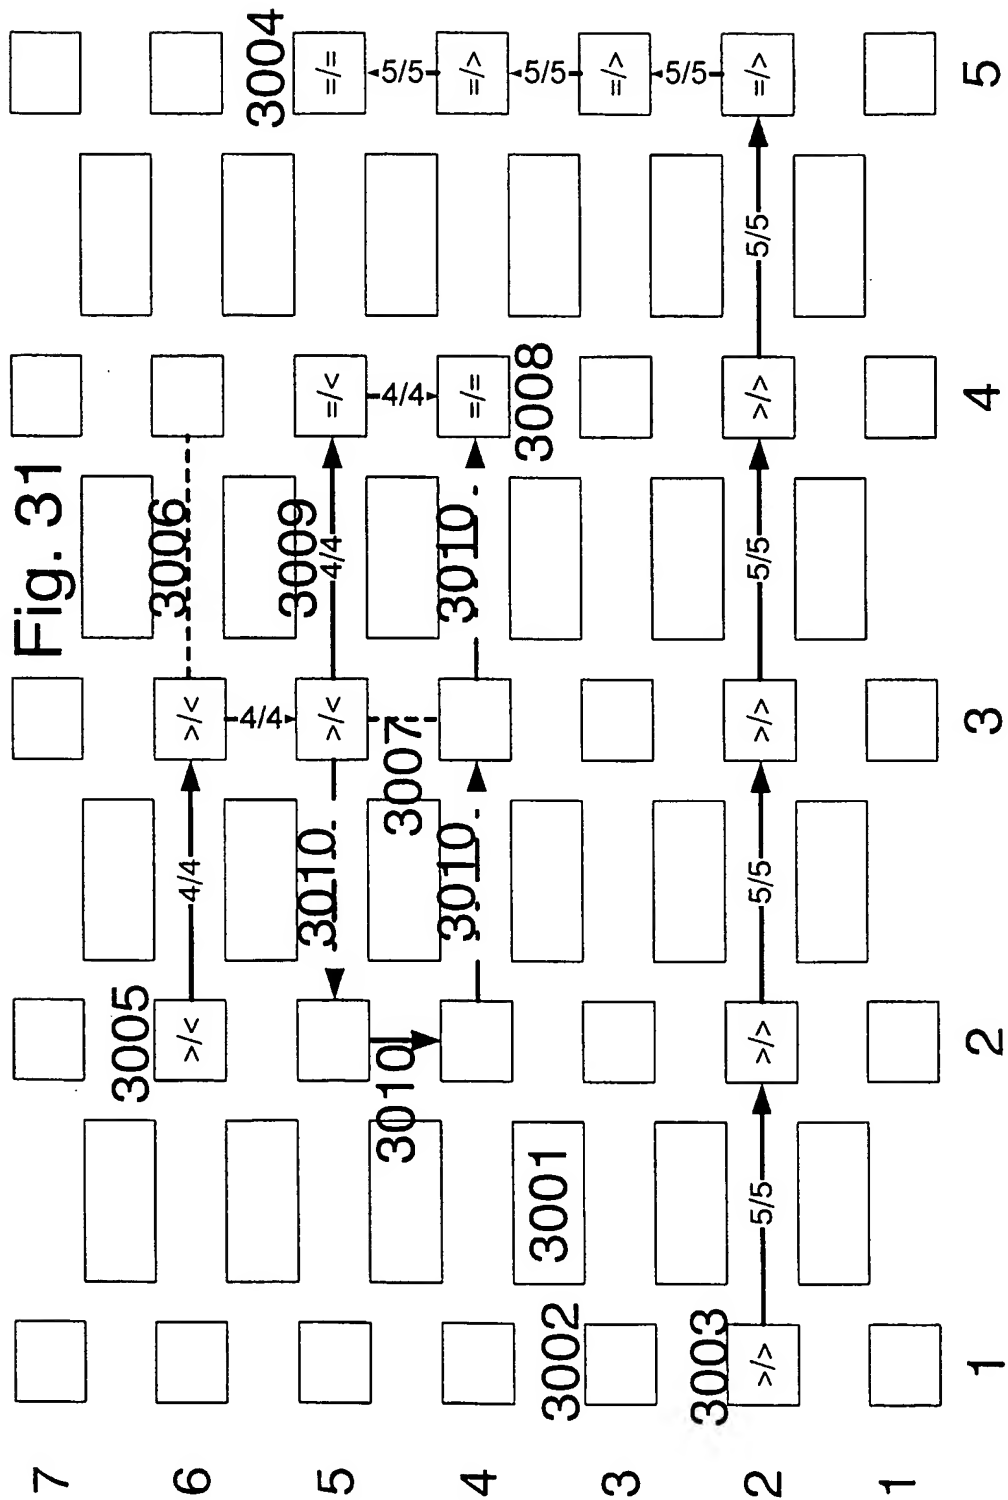 Fig. 31
7
3005
3006
6 >/< 4/4 >/<
4/4
3004
3010 3009
5 >/< 4/4 =/< =/=
3010 3007 4/4 5/5
3010 3010
4 =/= =/>
3002 3001 3008 5/5
3 =/>
3003 5/5
2 >/> 5/5 >/> 5/5 >/> 5/5 >/> 5/5 =/>
1
1 2 3 4 5